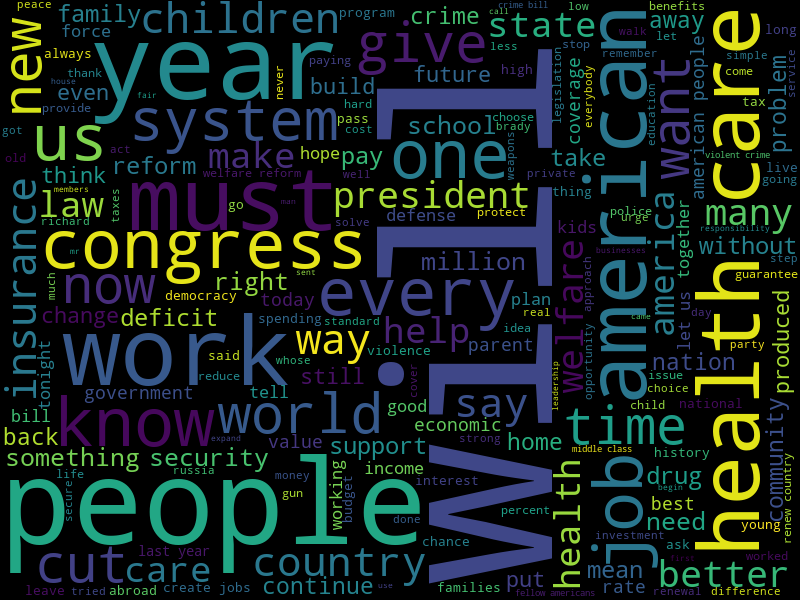 peace
family
force
children
program
crime bill
call
low
benefits
away
let
long
new
year
give
crime
less
state
walk
stop
remember
simple
come
always
thank
house
even
provide
fair
paying
never
build
future
high
legislation
everybody
american
want
american people
health care
problem
service
tax
got
us
system
hard
pass
cost
school
choose
brady
coverage
education
old
act
make
hope
pay
one
weapons
will
take
private
thing
violent crime
live
going
think
reform
welfare reform
well
members
law
taxes
must
man
president
kids
police
urge
america
together
many
richard
go
solve
defense
protect
responsibility
mr
congress
sent
million
welfare
businesses
without
step
insurance
much
now
right
every
plan
real
approach
came
let us
day
guarantee
democracy
today
change
deficit
spending
standard
help
idea
parent
opportunity
party
produced
tonight
work
said
way
violence
nation
reduce
whose
still
cover
leadership
issue
choice
government
tell
say
child
national
bill
know
world
good
economic
time
back
expand
value
support
strong
home
middle class
history
something
security
income
interest
health
job
drug
community
renew country
life
russia
money
working
budget
begin
best
secure
people
gun
done
percent
investment
need
young
chance
ask
first
worked
last year
cut
care
country
put
mean
better
leave
tried
abroad
create jobs
continue
use
families
fellow americans
rate
renewal
difference